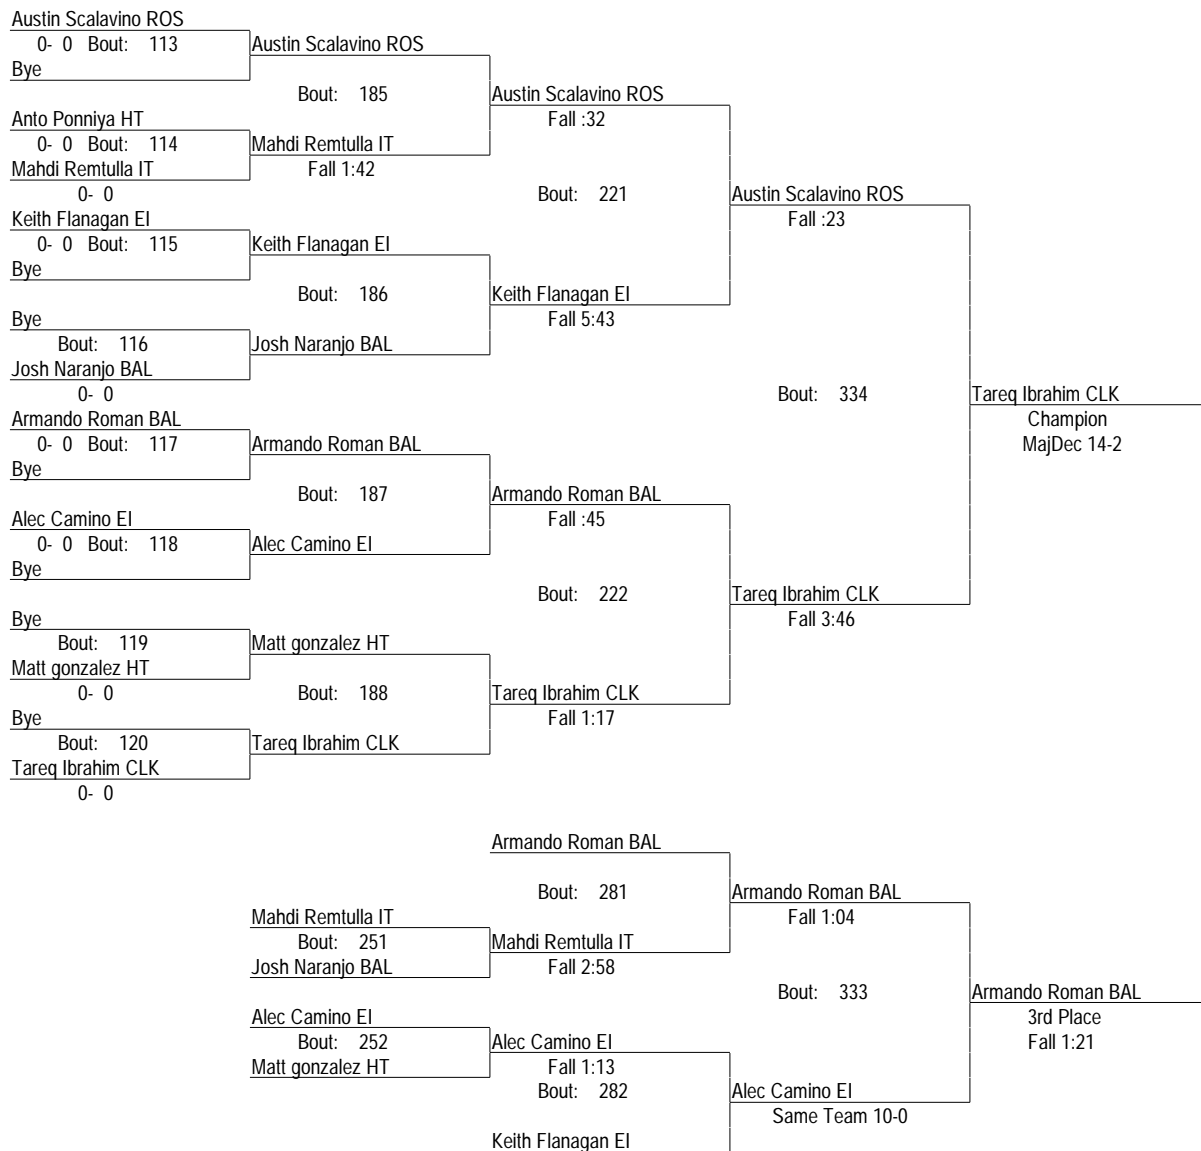 Austin Scalavino ROS
0- 0 Bout: 113
Austin Scalavino ROS
Bye
Bout: 185
Austin Scalavino ROS
Anto Ponniya HT
Fall :32
0- 0 Bout: 114
Mahdi Remtulla IT
Mahdi Remtulla IT
Fall 1:42
0- 0
Bout: 221
Austin Scalavino ROS
Keith Flanagan EI
Fall :23
0- 0 Bout: 115
Keith Flanagan EI
Bye
Bout: 186
Keith Flanagan EI
Bye
Fall 5:43
Bout: 116
Josh Naranjo BAL
Josh Naranjo BAL
0- 0
Bout: 334
Tareq Ibrahim CLK
Armando Roman BAL
Champion
0- 0 Bout: 117
Armando Roman BAL
MajDec 14-2
Bye
Bout: 187
Armando Roman BAL
Alec Camino EI
Fall :45
0- 0 Bout: 118
Alec Camino EI
Bye
Bout: 222
Tareq Ibrahim CLK
Bye
Fall 3:46
Bout: 119
Matt gonzalez HT
Matt gonzalez HT
0- 0
Bout: 188
Tareq Ibrahim CLK
Bye
Fall 1:17
Bout: 120
Tareq Ibrahim CLK
Tareq Ibrahim CLK
0- 0
Armando Roman BAL
Bout: 281
Armando Roman BAL
Mahdi Remtulla IT
Fall 1:04
Bout: 251
Mahdi Remtulla IT
Josh Naranjo BAL
Fall 2:58
Bout: 333
Armando Roman BAL
Alec Camino EI
3rd Place
Bout: 252
Alec Camino EI
Fall 1:21
Matt gonzalez HT
Fall 1:13
Bout: 282
Alec Camino EI
Same Team 10-0
Keith Flanagan EI